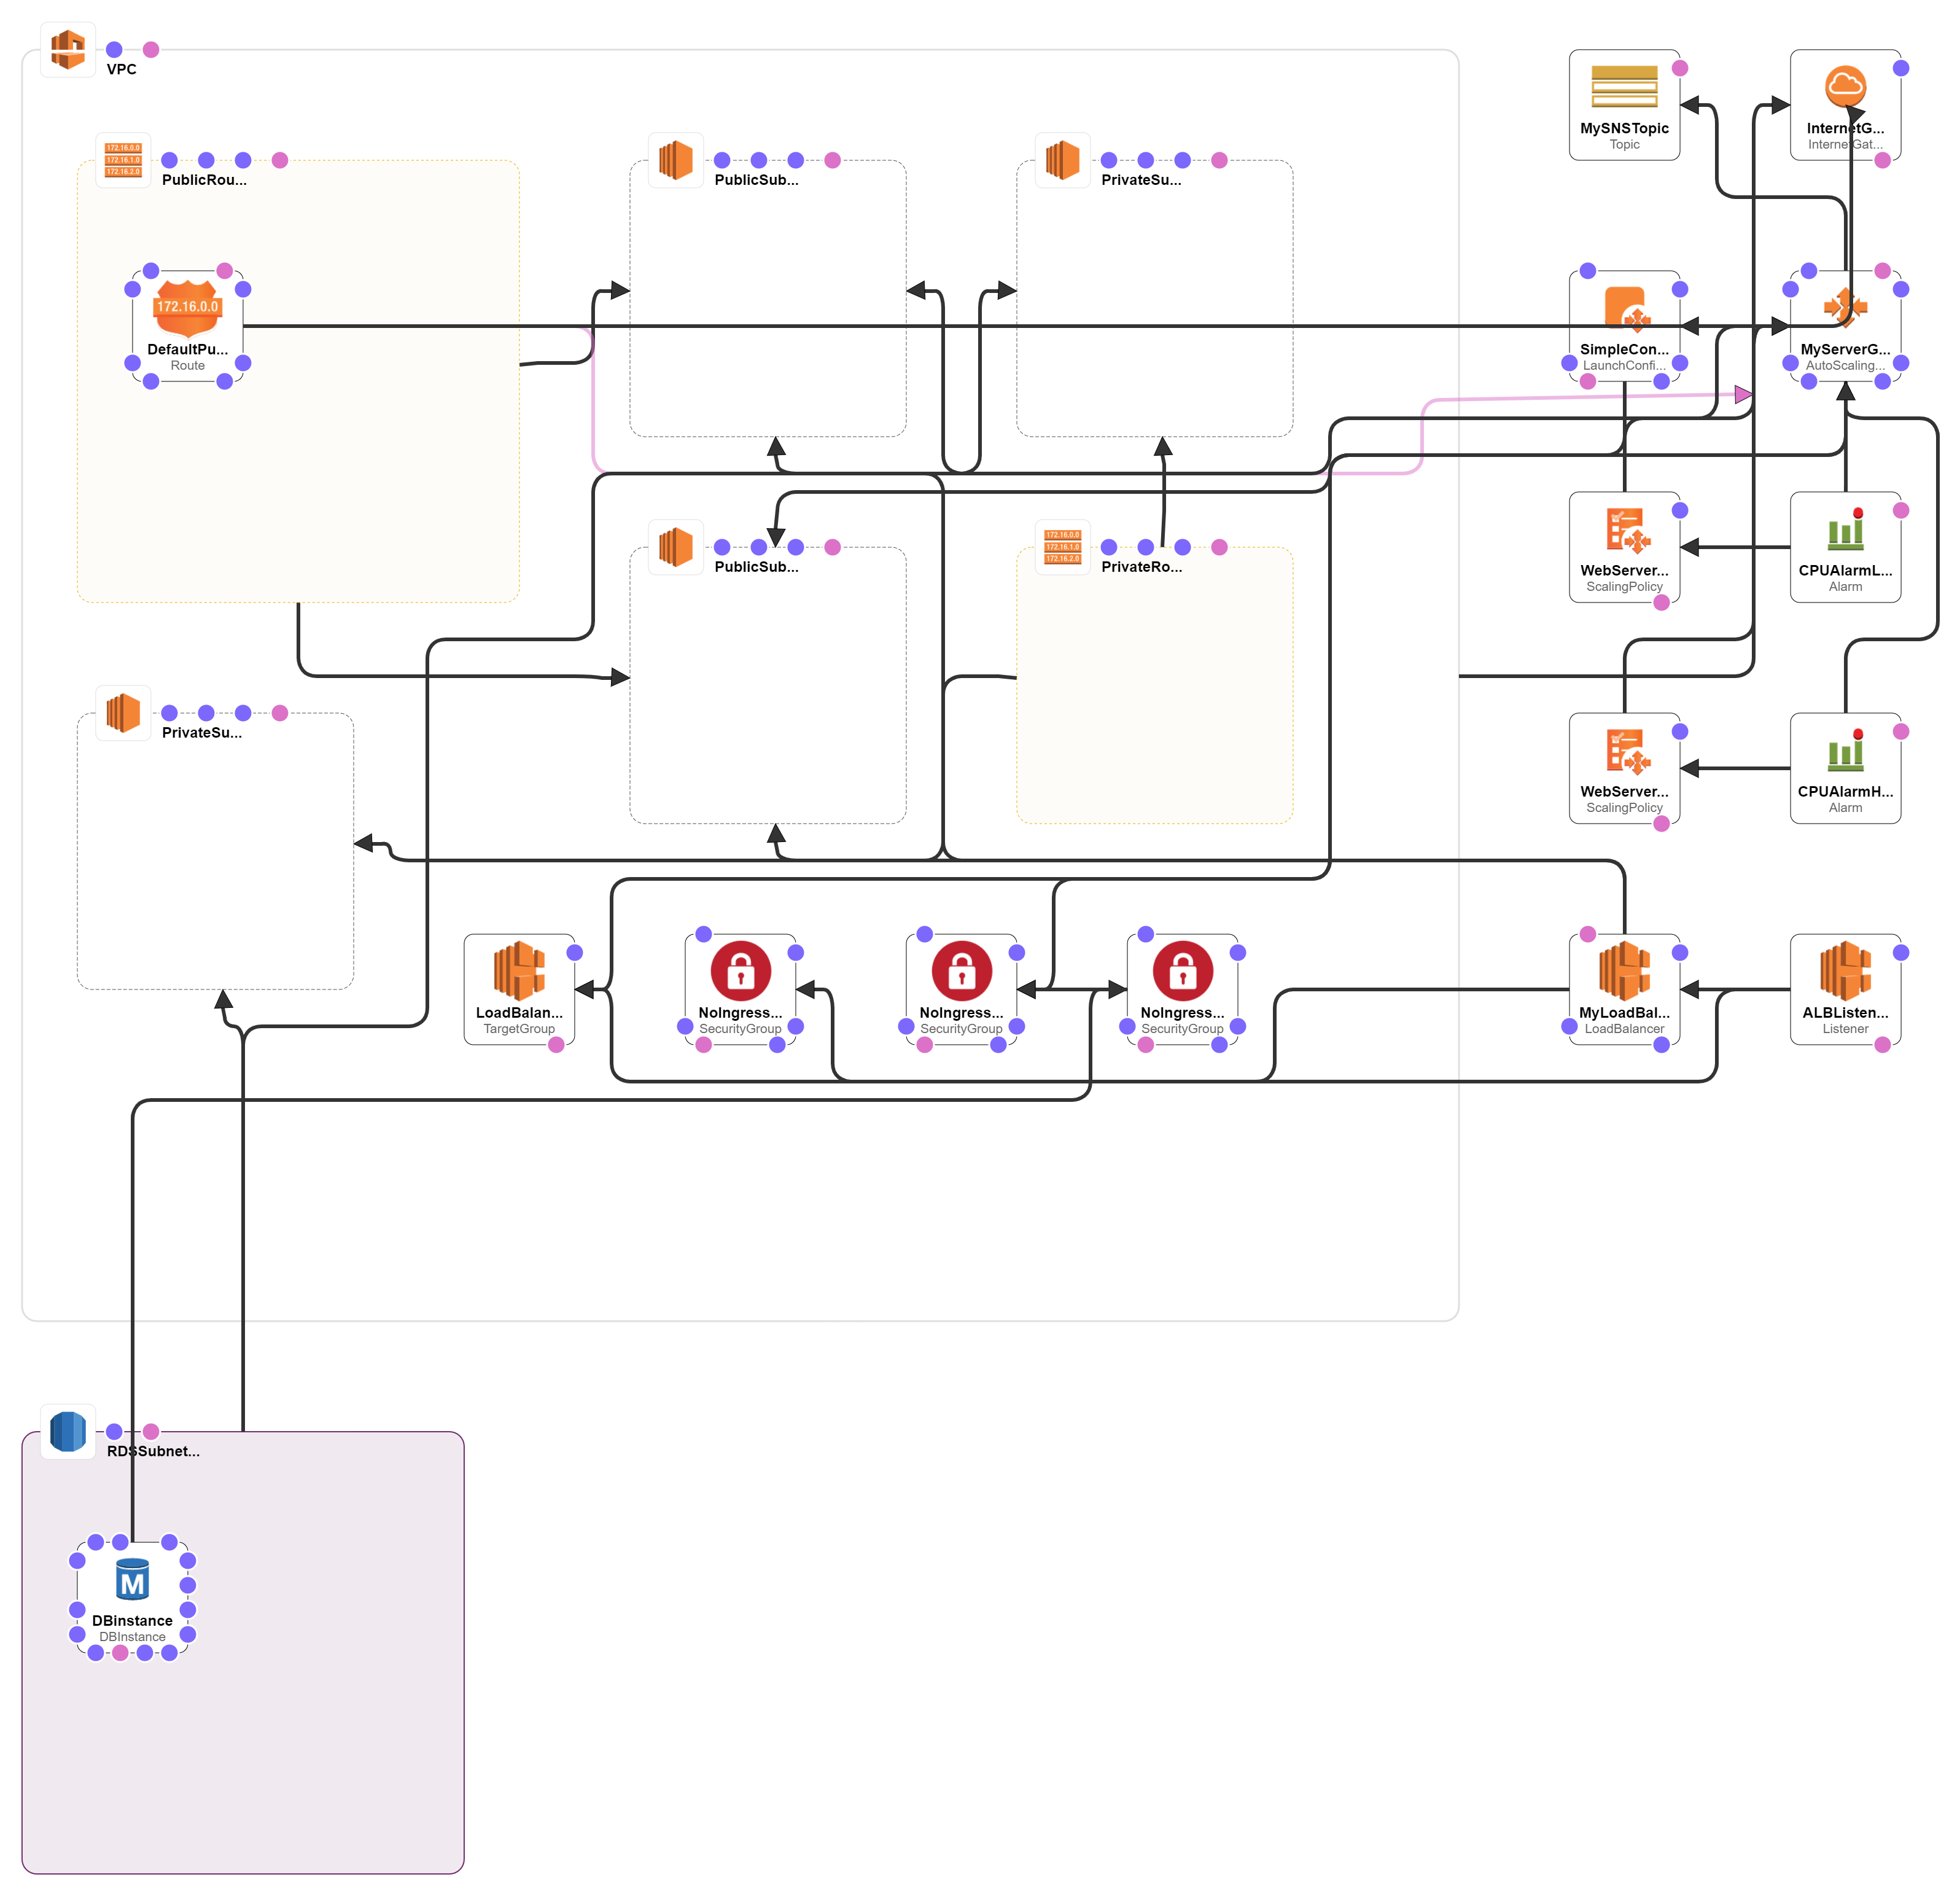 VPC
MySNSTopic
Topic
InternetG...
InternetGat...
172.16.0.0
172.16.1.0
172.16.2.0
PublicRou...
PublicSub...
PrivateSu...
172.16.0.0
DefaultPu...
Route
SimpleCon...
LaunchConfi...
MyServerG...
AutoScaling...
PublicSub...
172.16.0.0
172.16.1.0
172.16.2.0
PrivateRo...
WebServer...
ScalingPolicy
CPUAlarmL...
Alarm
PrivateSu...
WebServer...
ScalingPolicy
CPUAlarmH...
Alarm
LoadBalan...
TargetGroup
NoIngress...
SecurityGroup
NoIngress...
SecurityGroup
NoIngress...
SecurityGroup
MyLoadBal...
LoadBalancer
ALBListen...
Listener
RDSSubnet...
M
DBinstance
DBInstance